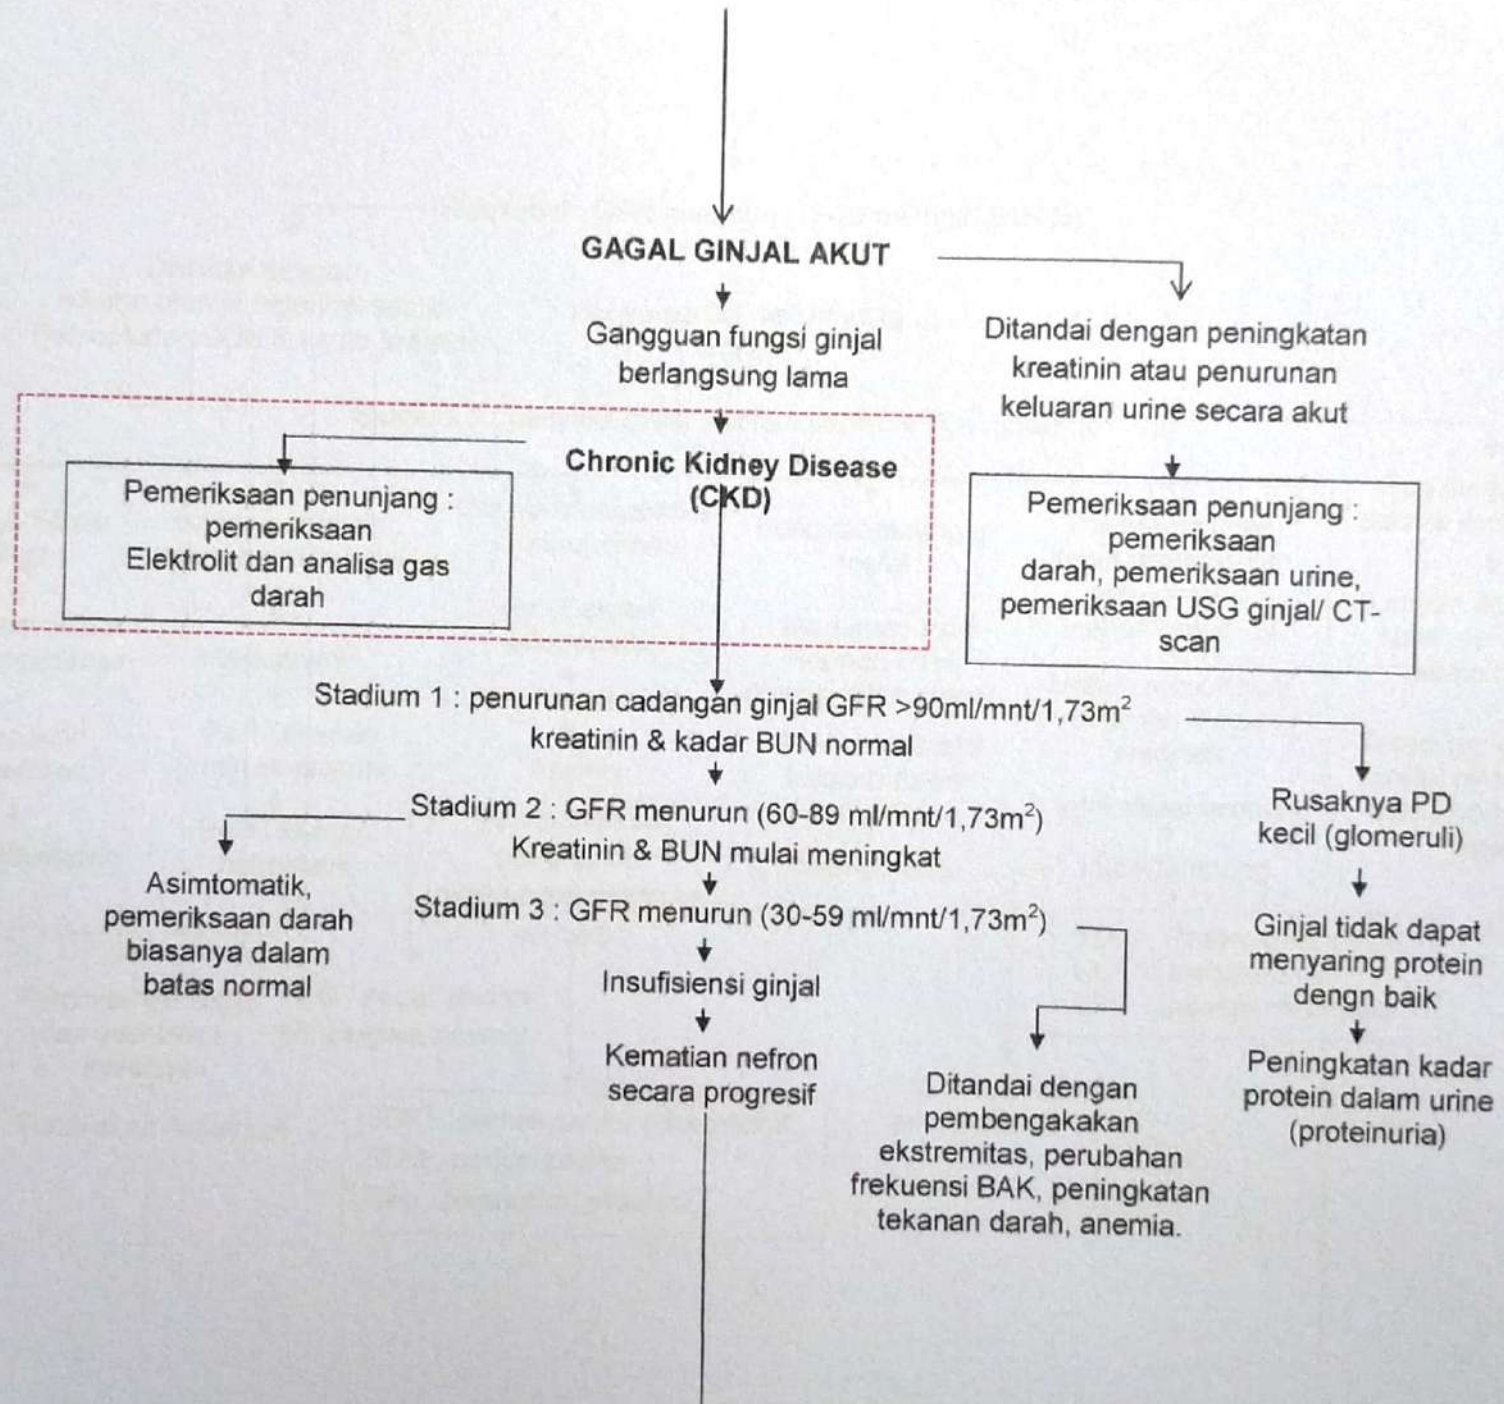 GAGAL GINJAL AKUT
Gangguan fungsi ginjal
berlangsung lama
Ditandai dengan peningkatan
kreatinin atau penurunan
keluaran urine secara akut
Chronic Kidney Disease
(CKD)
Pemeriksaan penunjang :
pemeriksaan
Elektrolit dan analisa gas
darah
Pemeriksaan penunjang :
pemeriksaan
darah, pemeriksaan urine,
pemeriksaan USG ginjal/ CT-
scan
Stadium 1 : penurunan cadangan ginjal GFR >90ml/mnt/1,73m²
kreatinin & kadar BUN normal
Stadium 2 : GFR menurun (60-89 ml/mnt/1,73m²)
Kreatinin & BUN mulai meningkat
Rusaknya PD
kecil (glomeruli)
Asimtomatik,
pemeriksaan darah
biasanya dalam
batas normal
Stadium 3 : GFR menurun (30-59 ml/mnt/1,73m²)
Insufisiensi ginjal
Kematian nefron
secara progresif
Ginjal tidak dapat
menyaring protein
dengn baik
Peningkatan kadar
protein dalam urine
(proteinuria)
Ditandai dengan
pembengakakan
ekstremitas, perubahan
frekuensi BAK, peningkatan
tekanan darah, anemia.